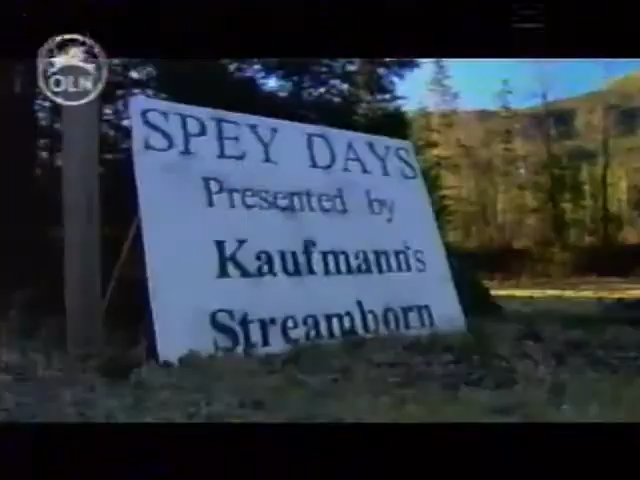 OLN
SPEY DAYS
Presented by
Kaufmann's
Streamborn